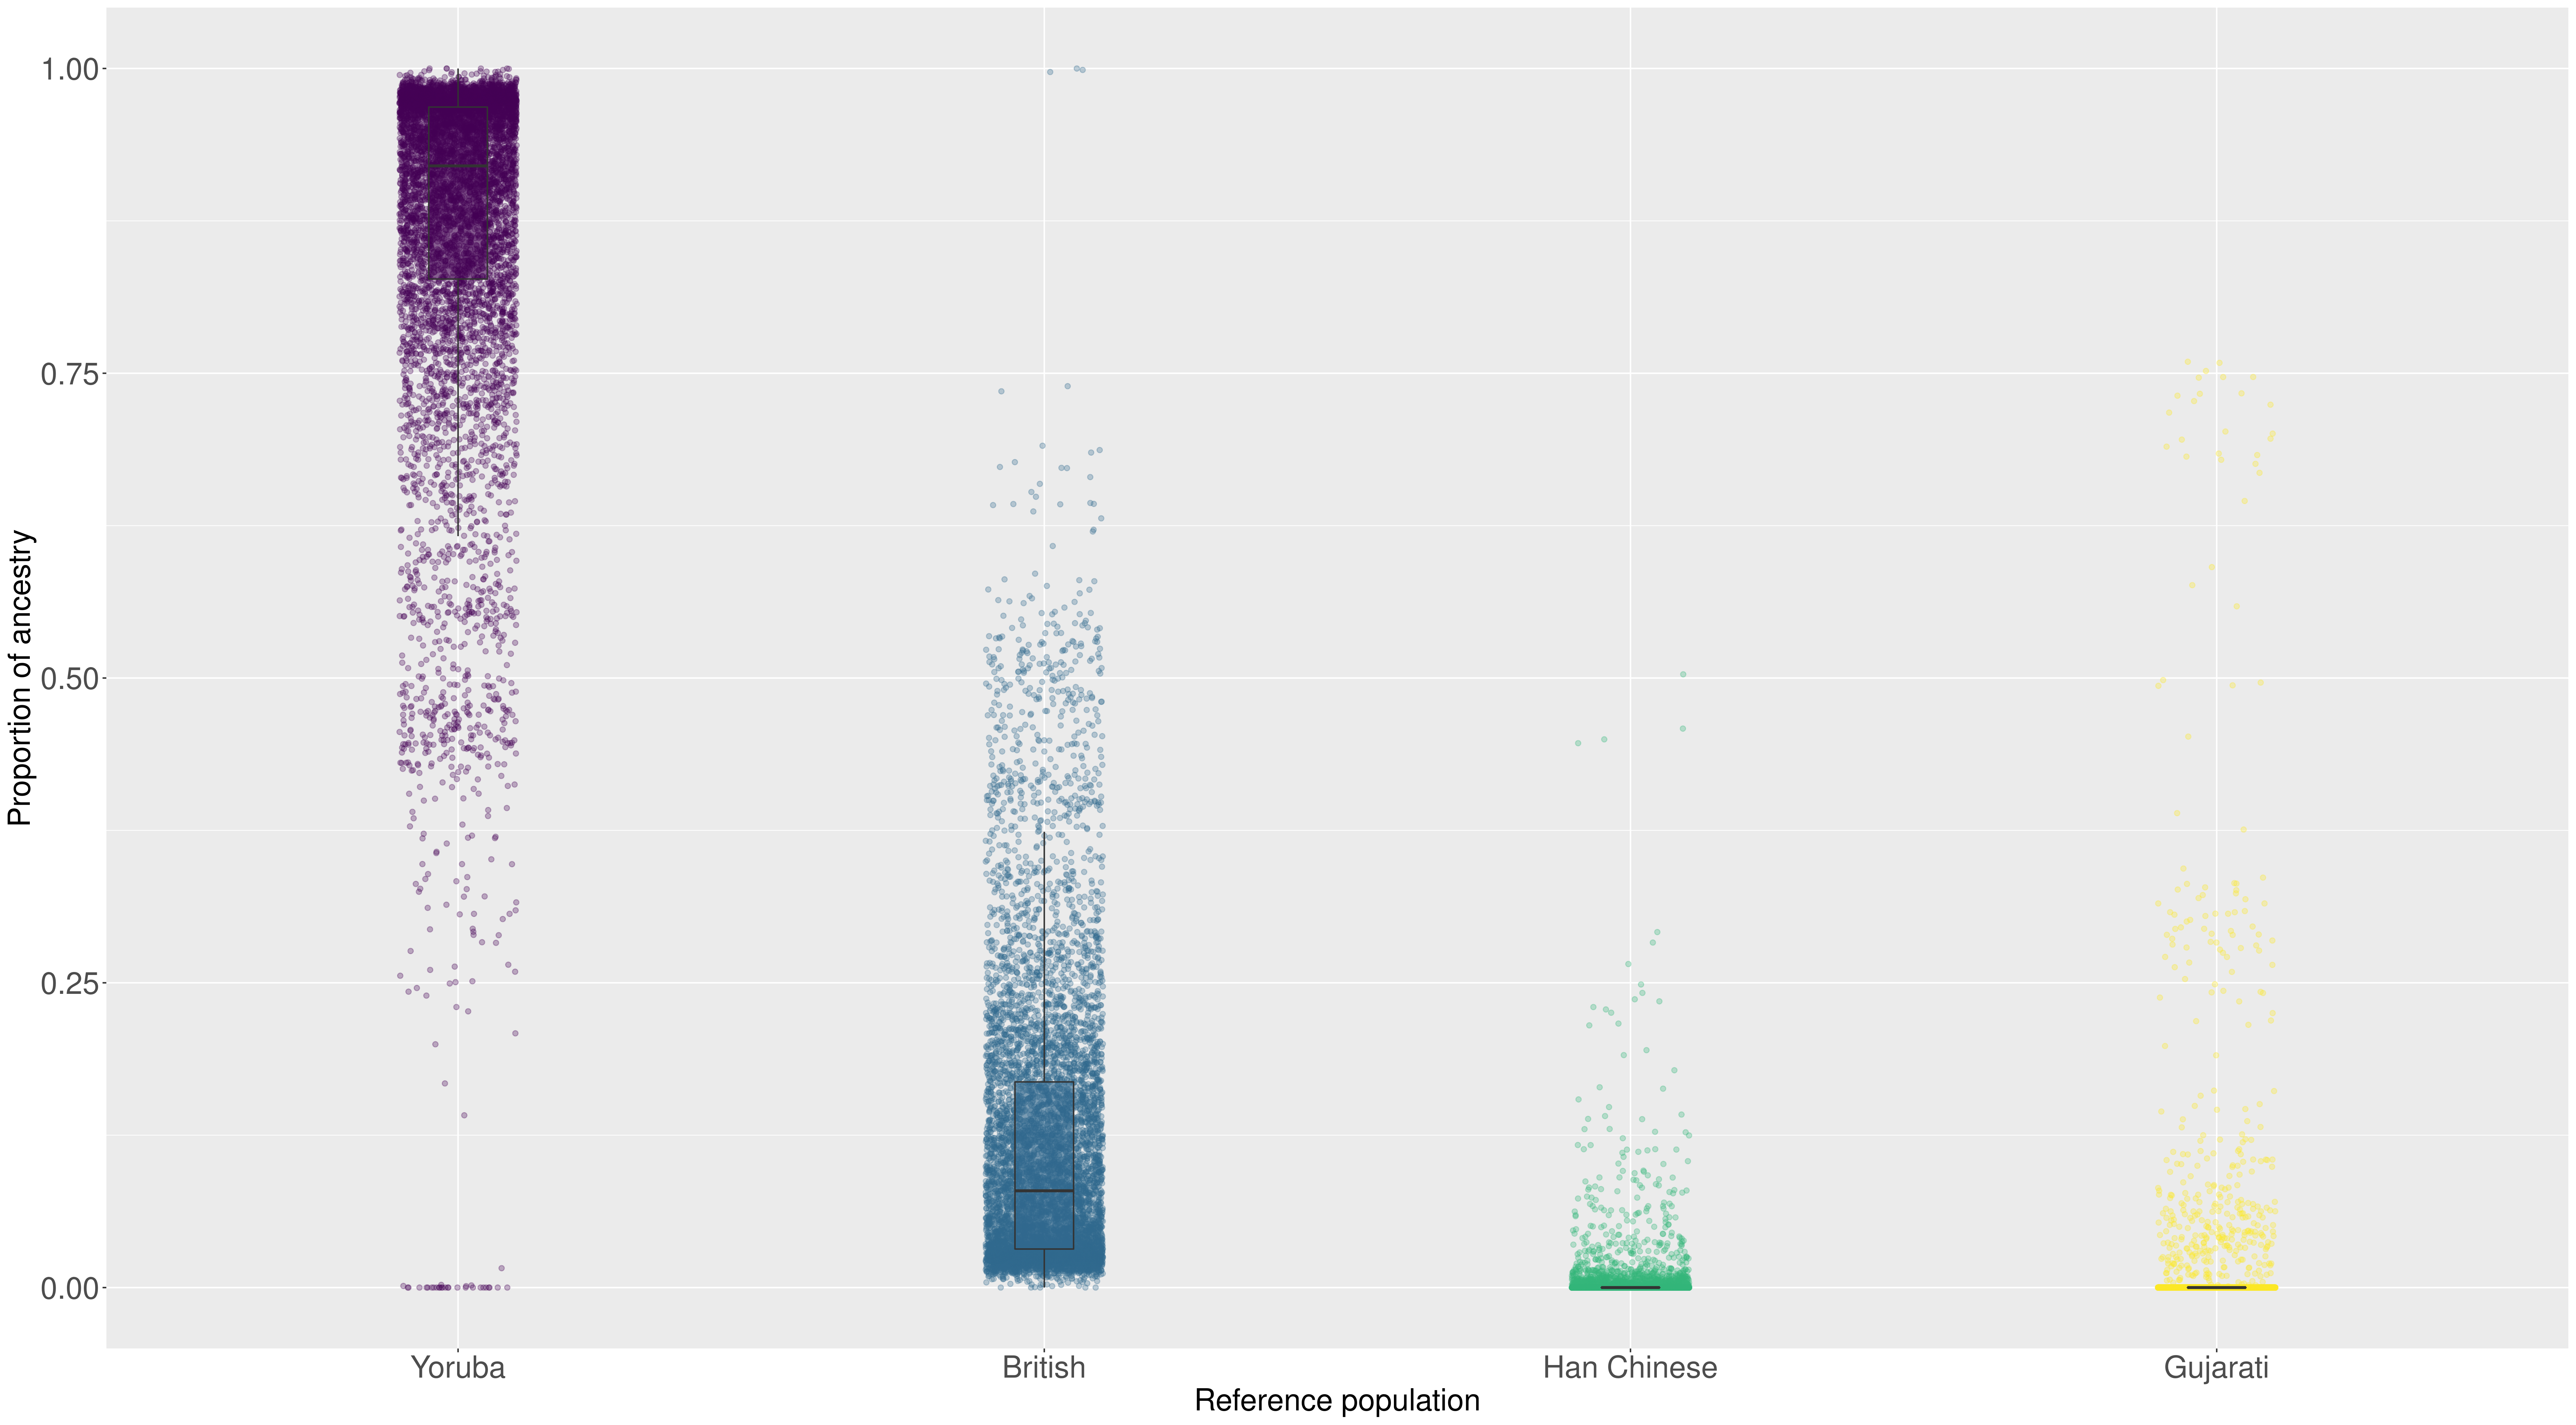 Proportion of ancestry
1.00
0.75
0.50
0.25
0.00
Yoruba
British
Han Chinese
Gujarati
Reference population